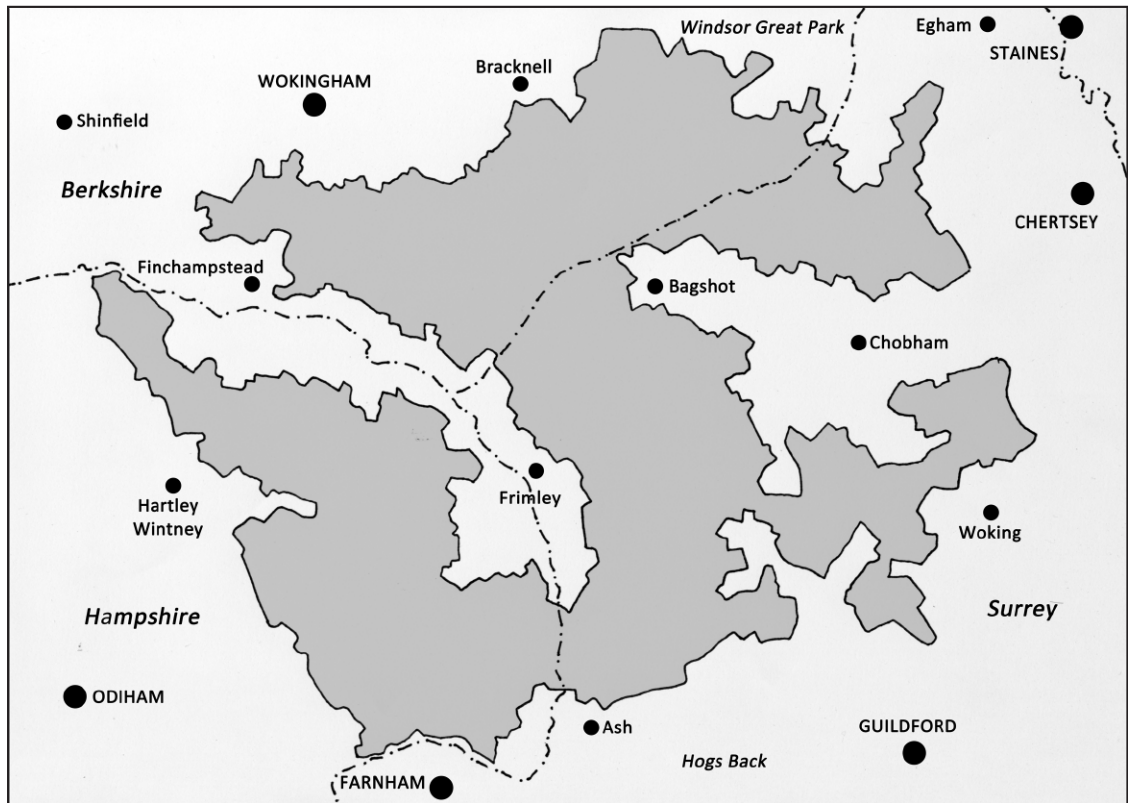 Windsor Great Park
Egham
STAINES
Bracknell
WOKINGHAM
Shinfield
Berkshire
CHERTSEY
Finchampstead
Bagshot
Chobham
Frimley
Hartley
Wintney
Woking
Hampshire
Surrey
ODIHAM
Ash
GUILDFORD
Hogs Back
FARNHAM